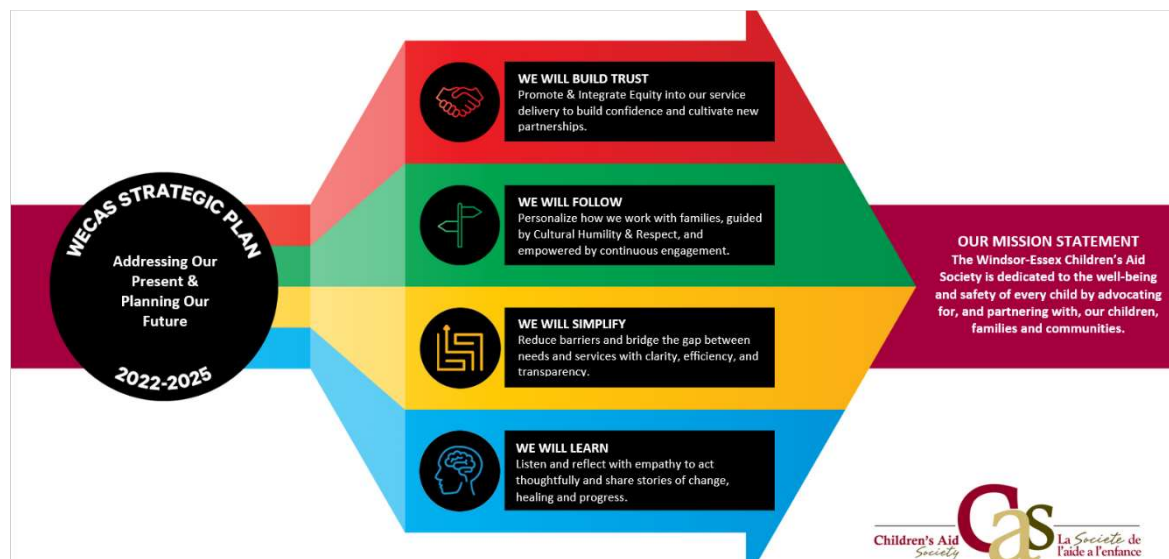 WECAS STRATEGIC PLAN
Addressing Our
Present &
Planning Our
Future
2022-2025
WE WILL BUILD TRUST
Promote & Integrate Equity into our service
delivery to build confidence and cultivate new
partnerships.
WE WILL FOLLOW
Personalize how we work with families, guided
by Cultural Humility & Respect, and
empowered by continuous engagement.
WE WILL SIMPLIFY
Reduce barriers and bridge the gap between
needs and services with clarity, efficiency, and
transparency.
WE WILL LEARN
Listen and reflect with empathy to act
thoughtfully and share stories of change,
healing and progress.
OUR MISSION STATEMENT
The Windsor-Essex Children’s Aid
Society is dedicated to the well-being
and safety of every child by advocating
for, and partnering with, our children,
families and communities.
Cas
Children's Aid
Society
La Société de
l'aide a l'enfance